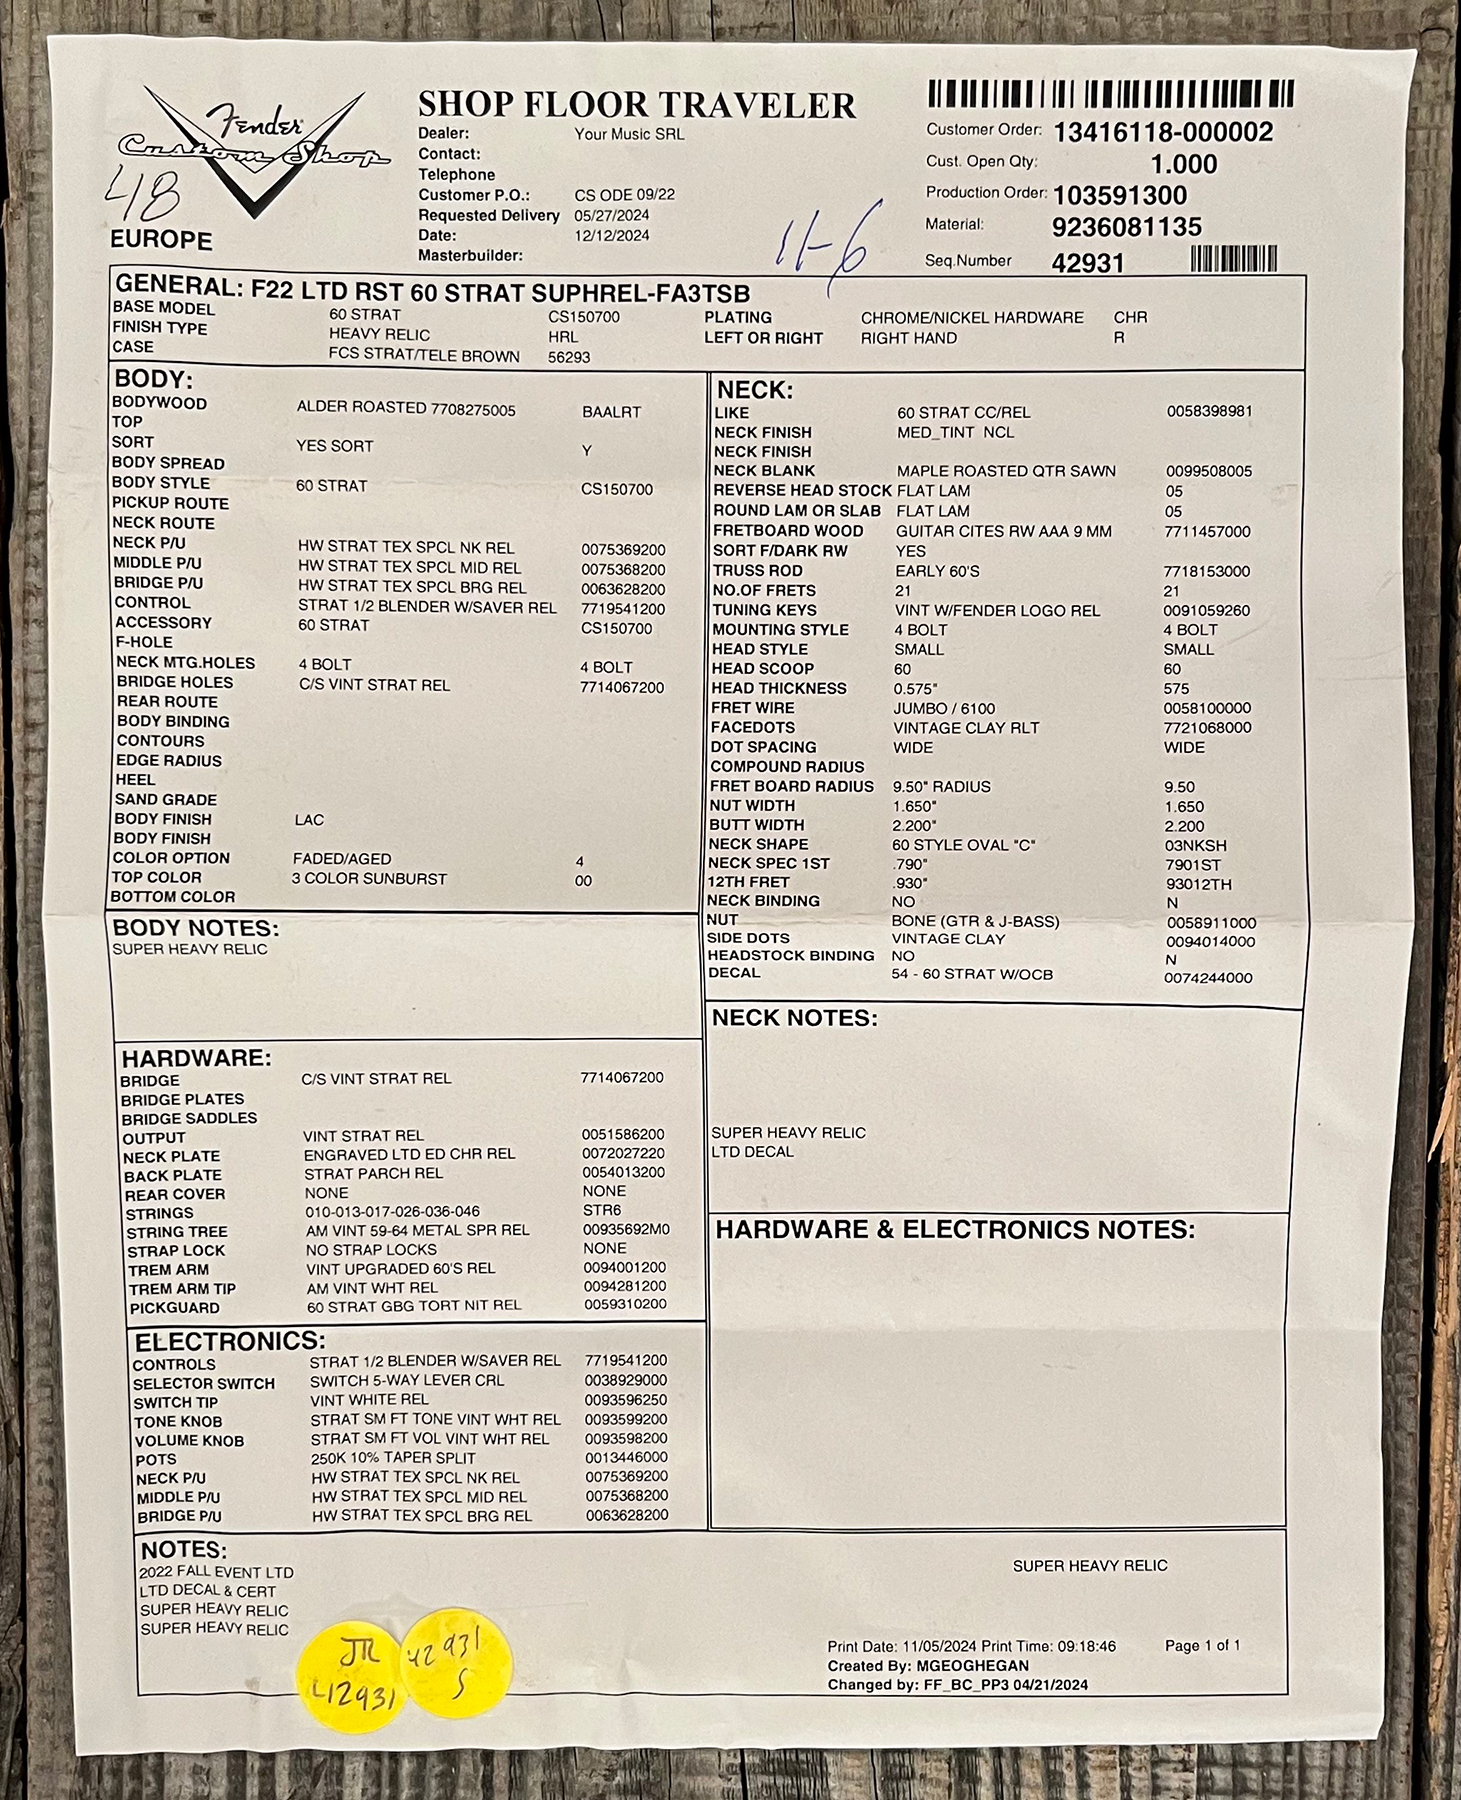 Fender
Custom Shop
48
EUROPE
SHOP FLOOR TRAVELER
Dealer: Your Music SRL
Contact:
Telephone
Customer P.O.: CS ODE 09/22
Requested Delivery 05/27/2024
Date: 12/12/2024
Masterbuilder:
11-6
Customer Order: 13416118-000002
Cust. Open Qty: 1.000
Production Order: 103591300
Material: 9236081135
Seq.Number 42931
GENERAL: F22 LTD RST 60 STRAT SUPHREL-FA3TSB
BASE MODEL 60 STRAT CS150700
FINISH TYPE HEAVY RELIC HRL
CASE FCS STRAT/TELE BROWN 56293
PLATING CHROME/NICKEL HARDWARE CHR
LEFT OR RIGHT RIGHT HAND R
BODY:
BODYWOOD ALDER ROASTED 7708275005 BAALRT
TOP
SORT YES SORT Y
BODY SPREAD
BODY STYLE 60 STRAT CS150700
PICKUP ROUTE
NECK ROUTE
NECK P/U HW STRAT TEX SPCL NK REL 0075369200
MIDDLE P/U HW STRAT TEX SPCL MID REL 0075368200
BRIDGE P/U HW STRAT TEX SPCL BRG REL 0063628200
CONTROL STRAT 1/2 BLENDER W/SAVER REL 7719541200
ACCESSORY 60 STRAT CS150700
F-HOLE
NECK MTG.HOLES 4 BOLT 4 BOLT
BRIDGE HOLES C/S VINT STRAT REL 7714067200
REAR ROUTE
BODY BINDING
CONTOURS
EDGE RADIUS
HEEL
SAND GRADE
BODY FINISH LAC
BODY FINISH
COLOR OPTION FADED/AGED 4
TOP COLOR 3 COLOR SUNBURST 00
BOTTOM COLOR
BODY NOTES:
SUPER HEAVY RELIC
HARDWARE:
BRIDGE C/S VINT STRAT REL 7714067200
BRIDGE PLATES
BRIDGE SADDLES
OUTPUT VINT STRAT REL 0051586200
NECK PLATE ENGRAVED LTD ED CHR REL 0072027220
BACK PLATE STRAT PARCH REL 0054013200
REAR COVER NONE NONE
STRINGS 010-013-017-026-036-046 STR6
STRING TREE AM VINT 59-64 METAL SPR REL 00935692M0
STRAP LOCK NO STRAP LOCKS NONE
TREM ARM VINT UPGRADED 60'S REL 0094001200
TREM ARM TIP AM VINT WHT REL 0094281200
PICKGUARD 60 STRAT GBG TORT NIT REL 0059310200
ELECTRONICS:
CONTROLS STRAT 1/2 BLENDER W/SAVER REL 7719541200
SELECTOR SWITCH SWITCH 5-WAY LEVER CRL 0038929000
SWITCH TIP VINT WHITE REL 0093596250
TONE KNOB STRAT SM FT TONE VINT WHT REL 0093599200
VOLUME KNOB STRAT SM FT VOL VINT WHT REL 0093598200
POTS 250K 10% TAPER SPLIT 0013446000
NECK P/U HW STRAT TEX SPCL NK REL 0075369200
MIDDLE P/U HW STRAT TEX SPCL MID REL 0075368200
BRIDGE P/U HW STRAT TEX SPCL BRG REL 0063628200
NECK:
LIKE 60 STRAT CC/REL 0058398981
NECK FINISH MED_TINT NCL
NECK FINISH
NECK BLANK MAPLE ROASTED QTR SAWN 0099508005
REVERSE HEAD STOCK FLAT LAM 05
ROUND LAM OR SLAB FLAT LAM 05
FRETBOARD WOOD GUITAR CITES RW AAA 9 MM 7711457000
SORT F/DARK RW YES
TRUSS ROD EARLY 60'S 7718153000
NO.OF FRETS 21 21
TUNING KEYS VINT W/FENDER LOGO REL 0091059260
MOUNTING STYLE 4 BOLT 4 BOLT
HEAD STYLE SMALL SMALL
HEAD SCOOP 60 60
HEAD THICKNESS 0.575" 575
FRET WIRE JUMBO / 6100 0058100000
FACEDOTS VINTAGE CLAY RLT 7721068000
DOT SPACING WIDE WIDE
COMPOUND RADIUS
FRET BOARD RADIUS 9.50" RADIUS 9.50
NUT WIDTH 1.650" 1.650
BUTT WIDTH 2.200" 2.200
NECK SHAPE 60 STYLE OVAL "C" 03NKSH
NECK SPEC 1ST .790" 7901ST
12TH FRET .930" 93012TH
NECK BINDING NO N
NUT BONE (GTR & J-BASS) 0058911000
SIDE DOTS VINTAGE CLAY 0094014000
HEADSTOCK BINDING NO N
DECAL 54 - 60 STRAT W/OCB 0074244000
NECK NOTES:
SUPER HEAVY RELIC
LTD DECAL
HARDWARE & ELECTRONICS NOTES:
NOTES:
2022 FALL EVENT LTD
LTD DECAL & CERT
SUPER HEAVY RELIC
SUPER HEAVY RELIC
SUPER HEAVY RELIC
JR
42931
42931
S
Print Date: 11/05/2024 Print Time: 09:18:46 Page 1 of 1
Created By: MGEOGHEGAN
Changed by: FF_BC_PP3 04/21/2024